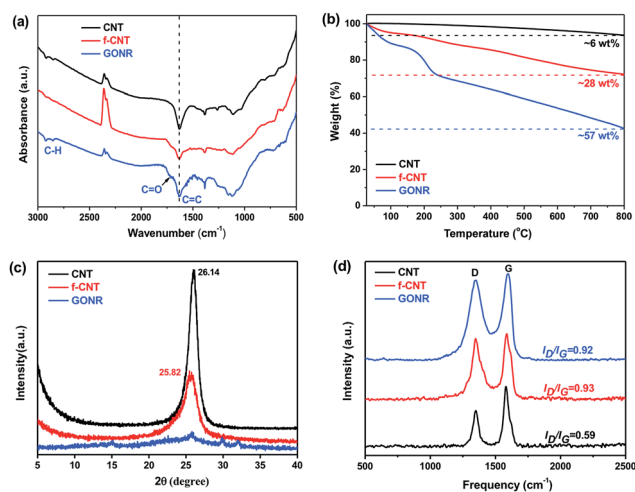 (a)
CNT
f-CNT
GONR
C-H
C=O
C=C
Absorbance (a.u.)
3000 2500 2000 1500 1000 500
Wavenumber (cm⁻¹)
(b)
100
80
60
40
20
0
~6 wt%
~28 wt%
~57 wt%
CNT
f-CNT
GONR
Weight (%)
100 200 300 400 500 600 700 800
Temperature (°C)
(c)
CNT
f-CNT
GONR
26.14
25.82
Intensity(a.u.)
5 10 15 20 25 30 35 40
2θ (degree)
(d)
CNT
f-CNT
GONR
D G
I_D/I_G=0.92
I_D/I_G=0.93
I_D/I_G=0.59
Intensity (a.u.)
500 1000 1500 2000 2500
Frequency (cm⁻¹)